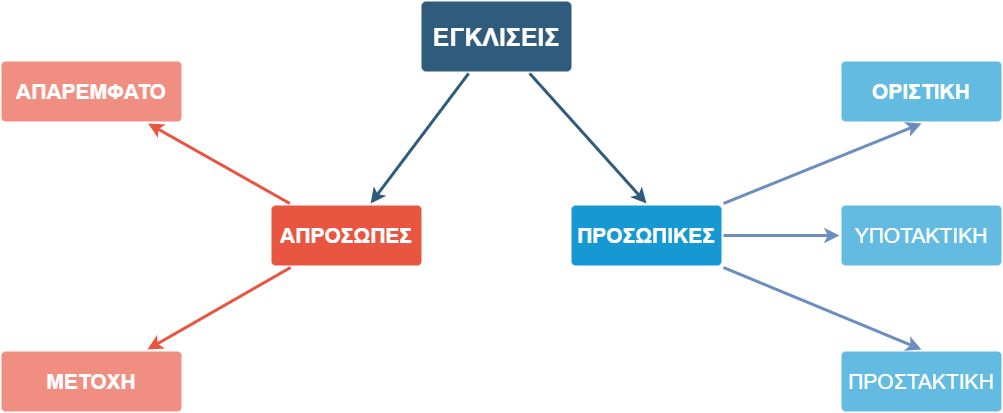 ΕΓΚΛΙΣΕΙΣ
ΑΠΑΡΕΜΦΑΤΟ
ΟΡΙΣΤΙΚΗ
ΑΠΡΟΣΩΠΕΣ
ΠΡΟΣΩΠΙΚΕΣ
ΥΠΟΤΑΚΤΙΚΗ
ΜΕΤΟΧΗ
ΠΡΟΣΤΑΚΤΙΚΗ